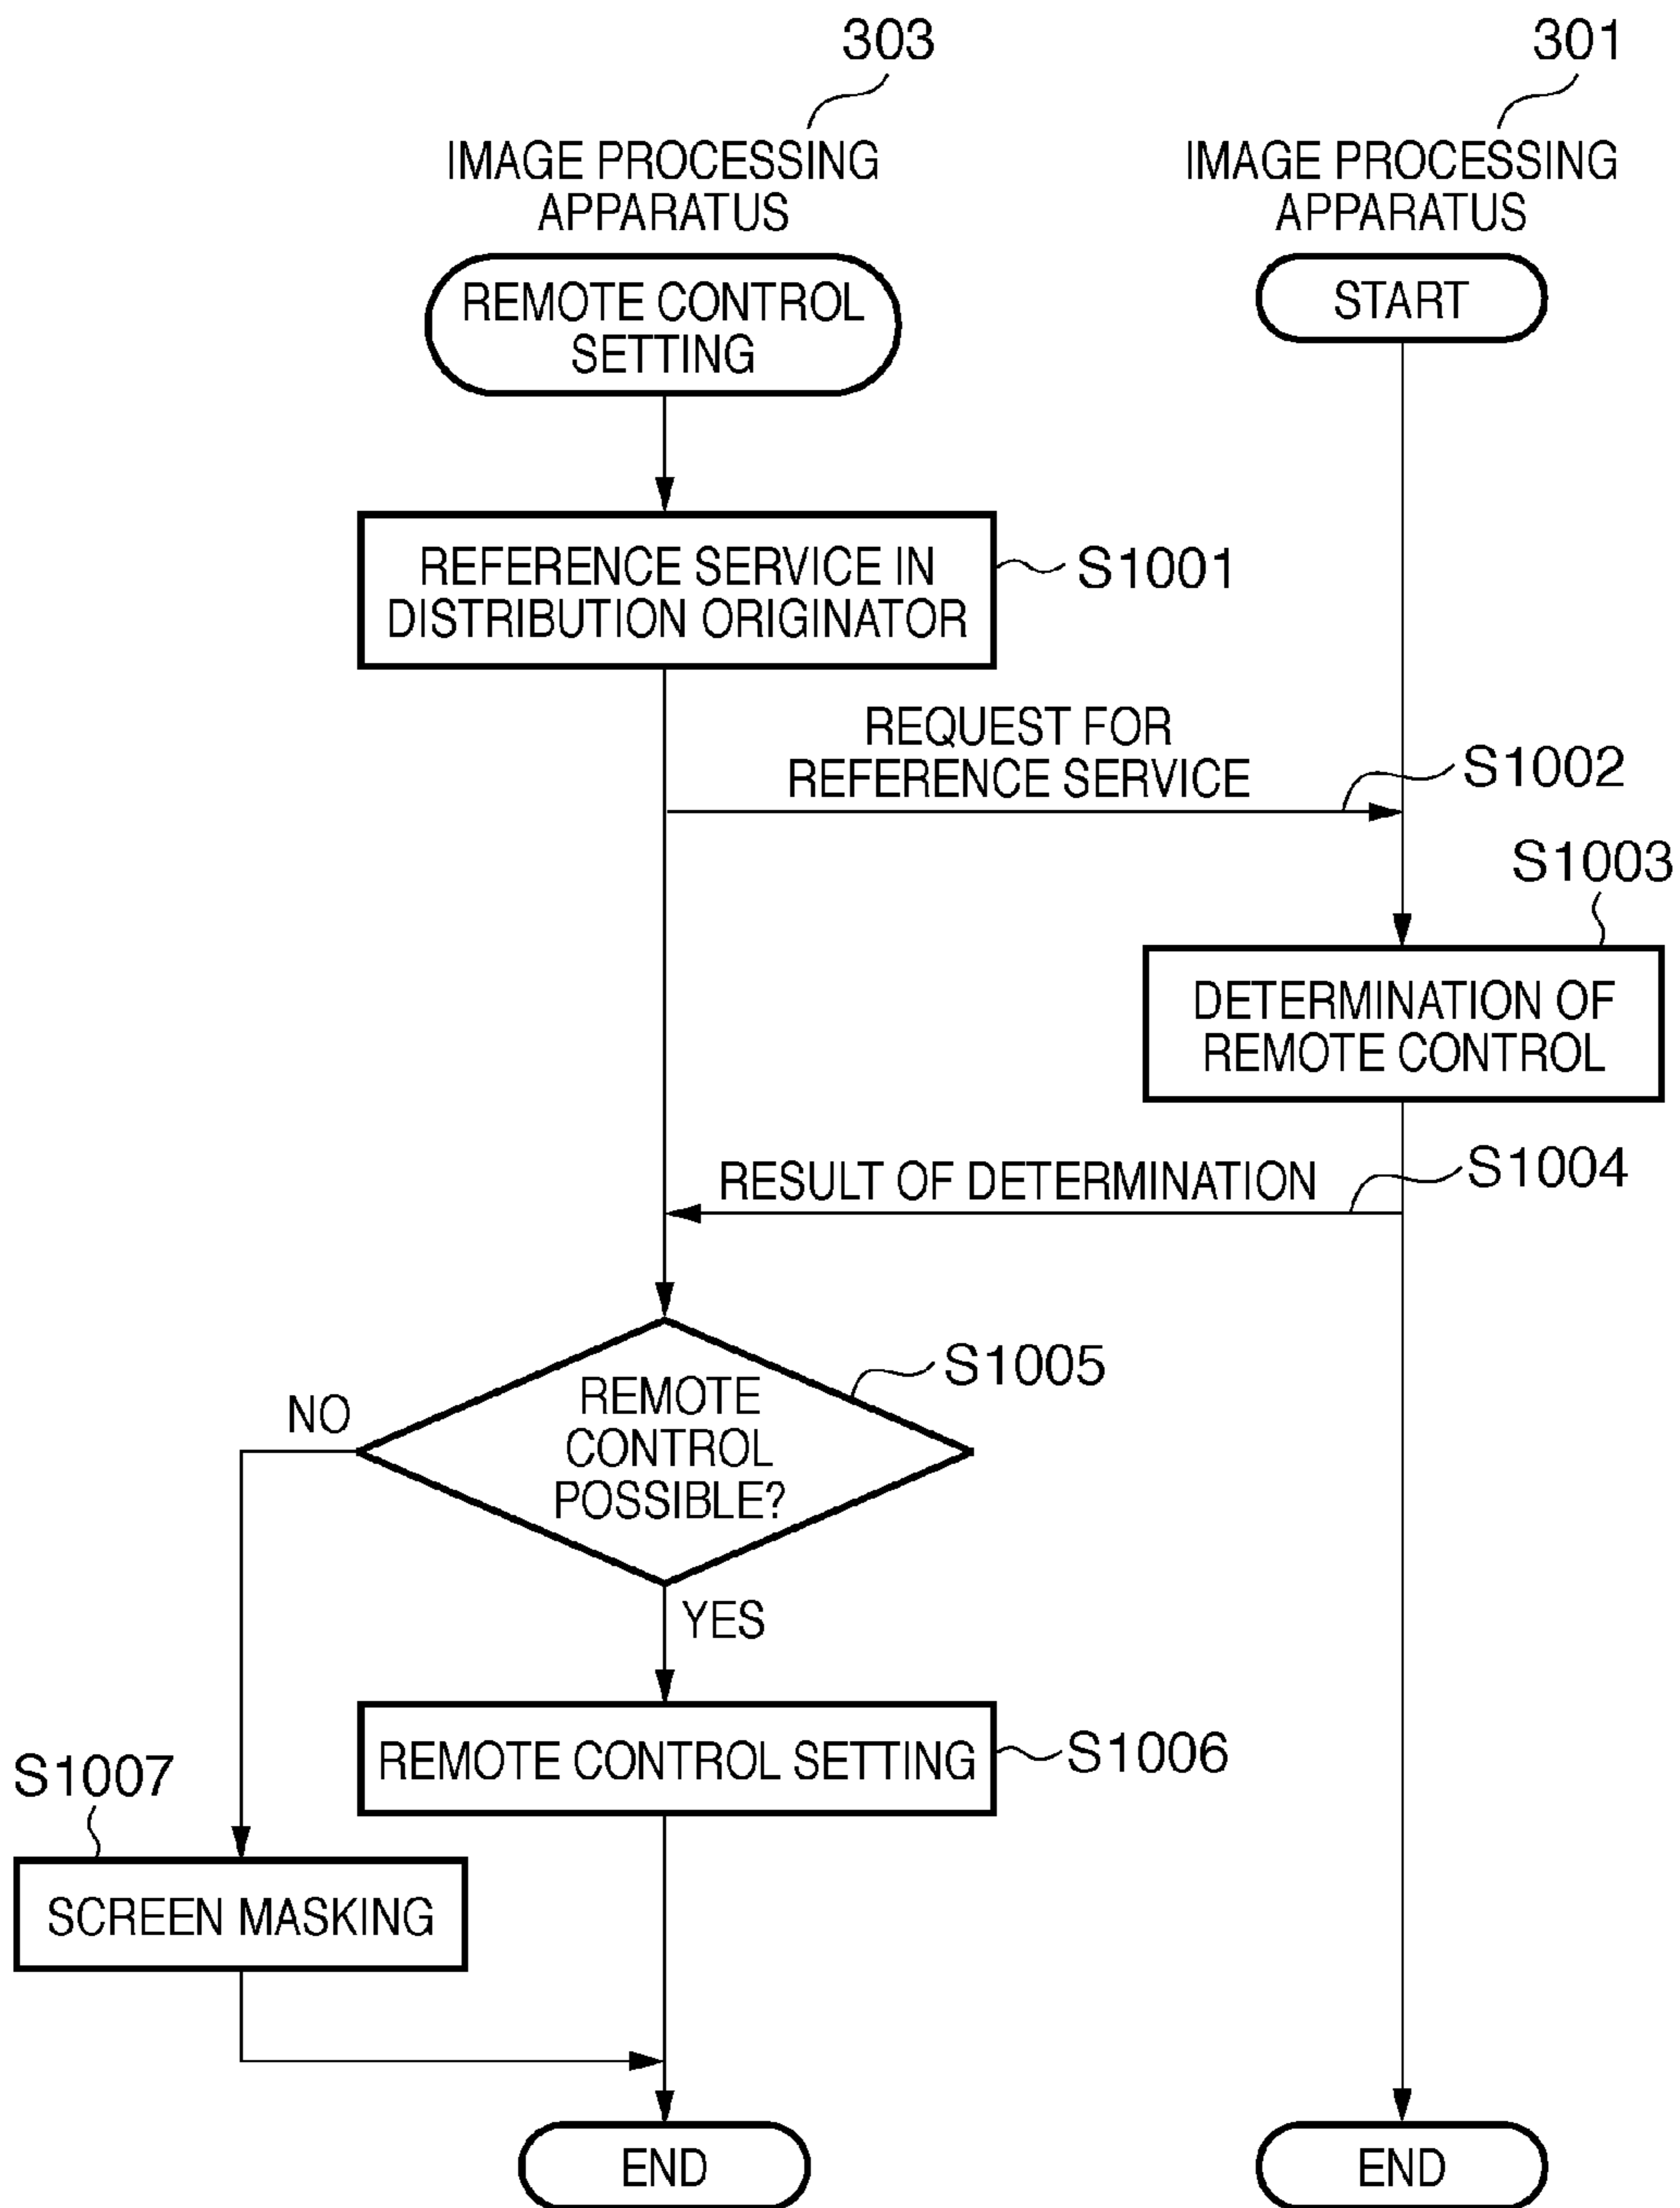 303
301
IMAGE PROCESSING
APPARATUS
IMAGE PROCESSING
APPARATUS
REMOTE CONTROL
SETTING
START
REFERENCE SERVICE IN
DISTRIBUTION ORIGINATOR
S1001
REQUEST FOR
REFERENCE SERVICE
S1002
S1003
DETERMINATION OF
REMOTE CONTROL
RESULT OF DETERMINATION
S1004
REMOTE
CONTROL
POSSIBLE?
S1005
NO
YES
REMOTE CONTROL SETTING
S1006
S1007
SCREEN MASKING
END
END